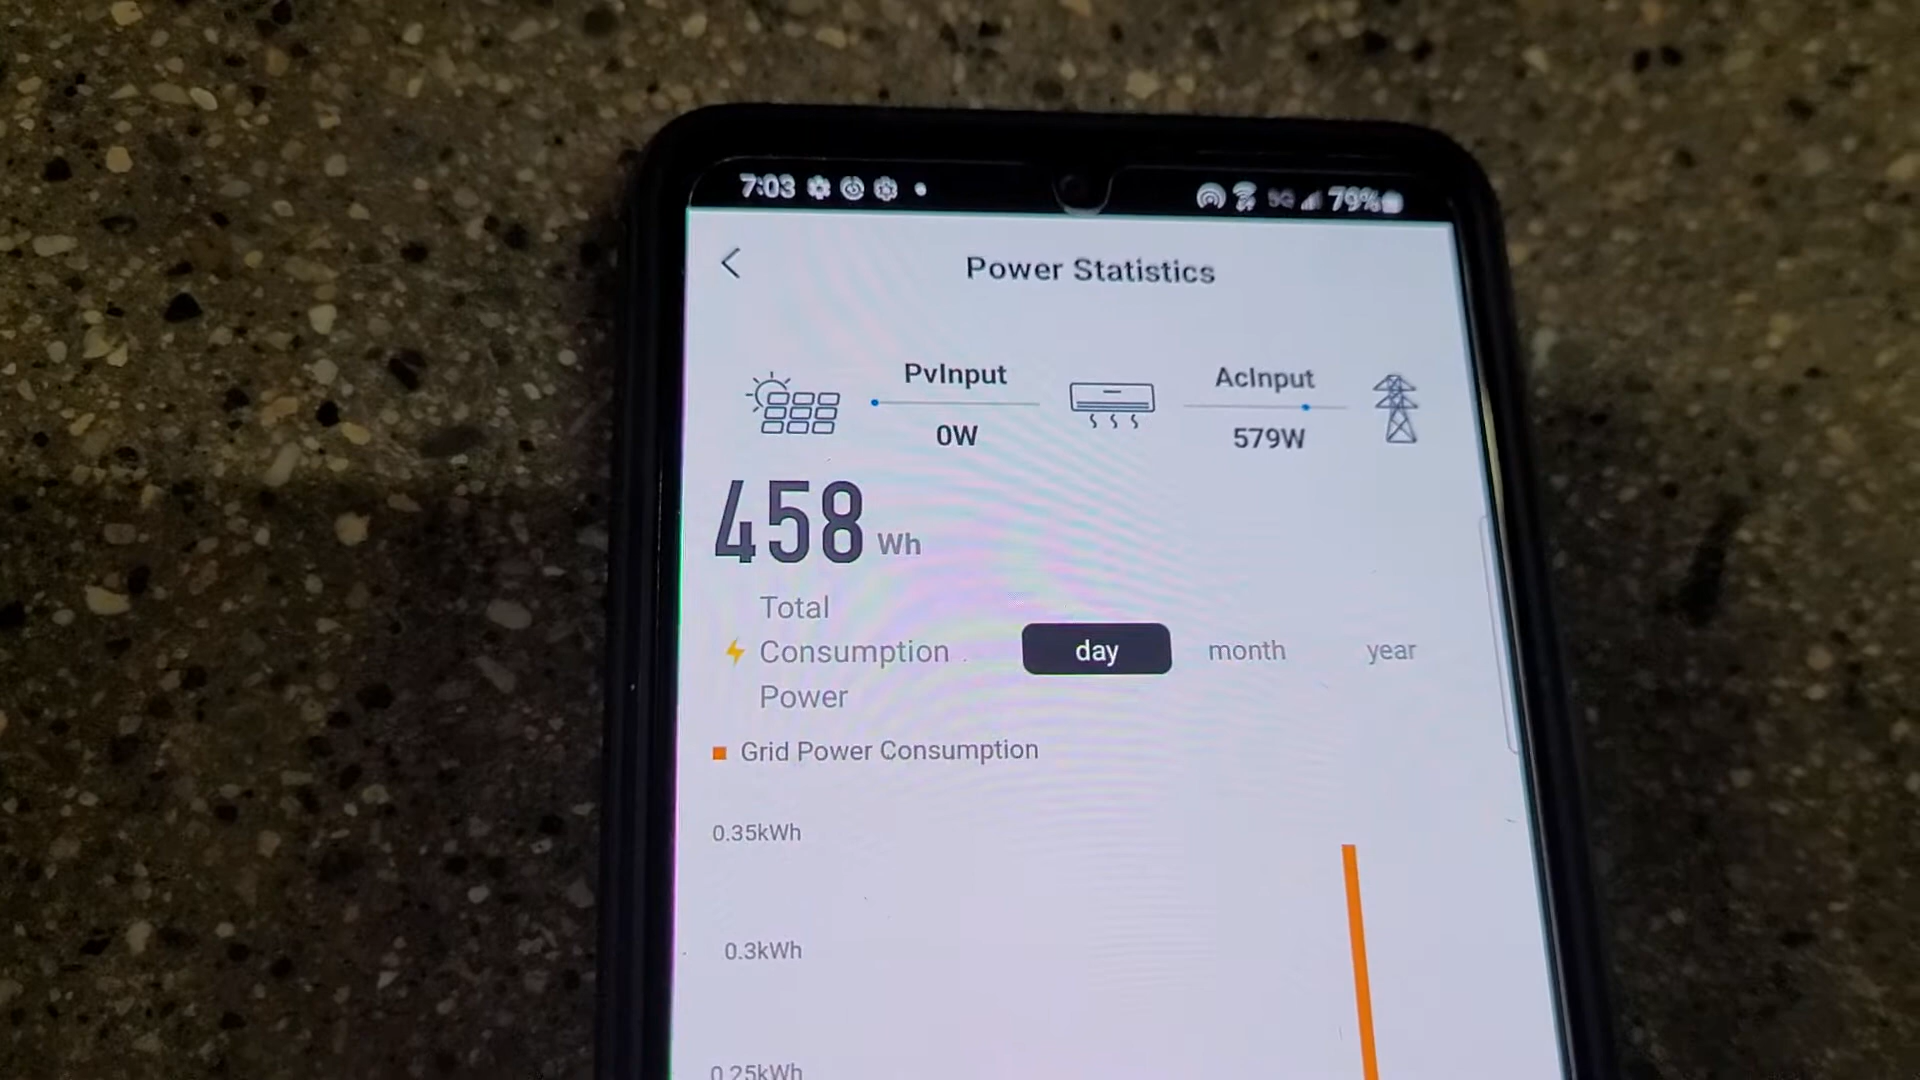 7:03
5G 79%
Power Statistics
PvInput
AcInput
0W
579W
458 Wh
Total
Consumption
Power
day month year
Grid Power Consumption
0.35kWh
0.3kWh
0.25kWh